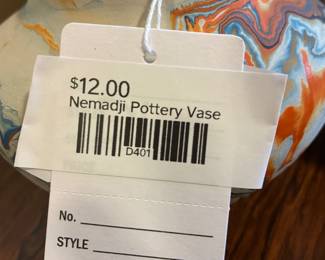 $12.00
Nemadji Pottery Vase
D401
No.
STYLE